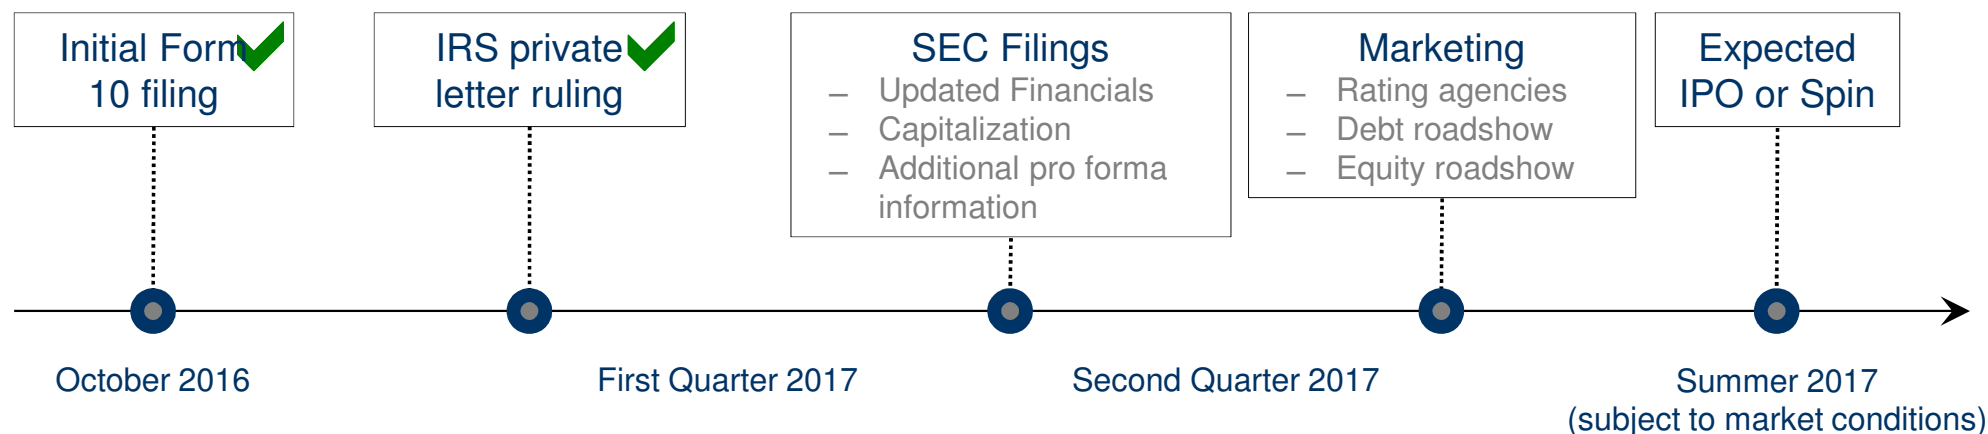 Initial Form
10 filing
IRS private
letter ruling
SEC Filings
– Updated Financials
– Capitalization
– Additional pro forma
information
Marketing
– Rating agencies
– Debt roadshow
– Equity roadshow
Expected
IPO or Spin
October 2016
First Quarter 2017
Second Quarter 2017
Summer 2017
(subject to market conditions)